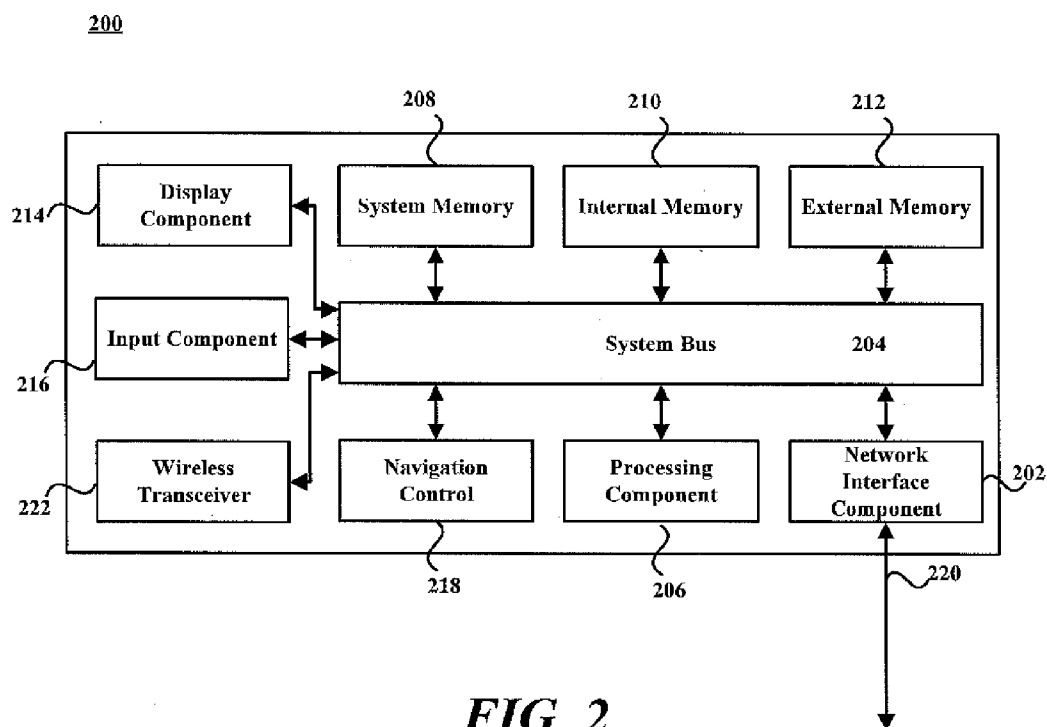 200
208
210
212
Display
Component
System Memory
Internal Memory
External Memory
214
Input Component
System Bus
204
216
Wireless
Transceiver
Navigation
Control
Processing
Component
Network
Interface
Component
202
222
218
206
220
FIG. 2